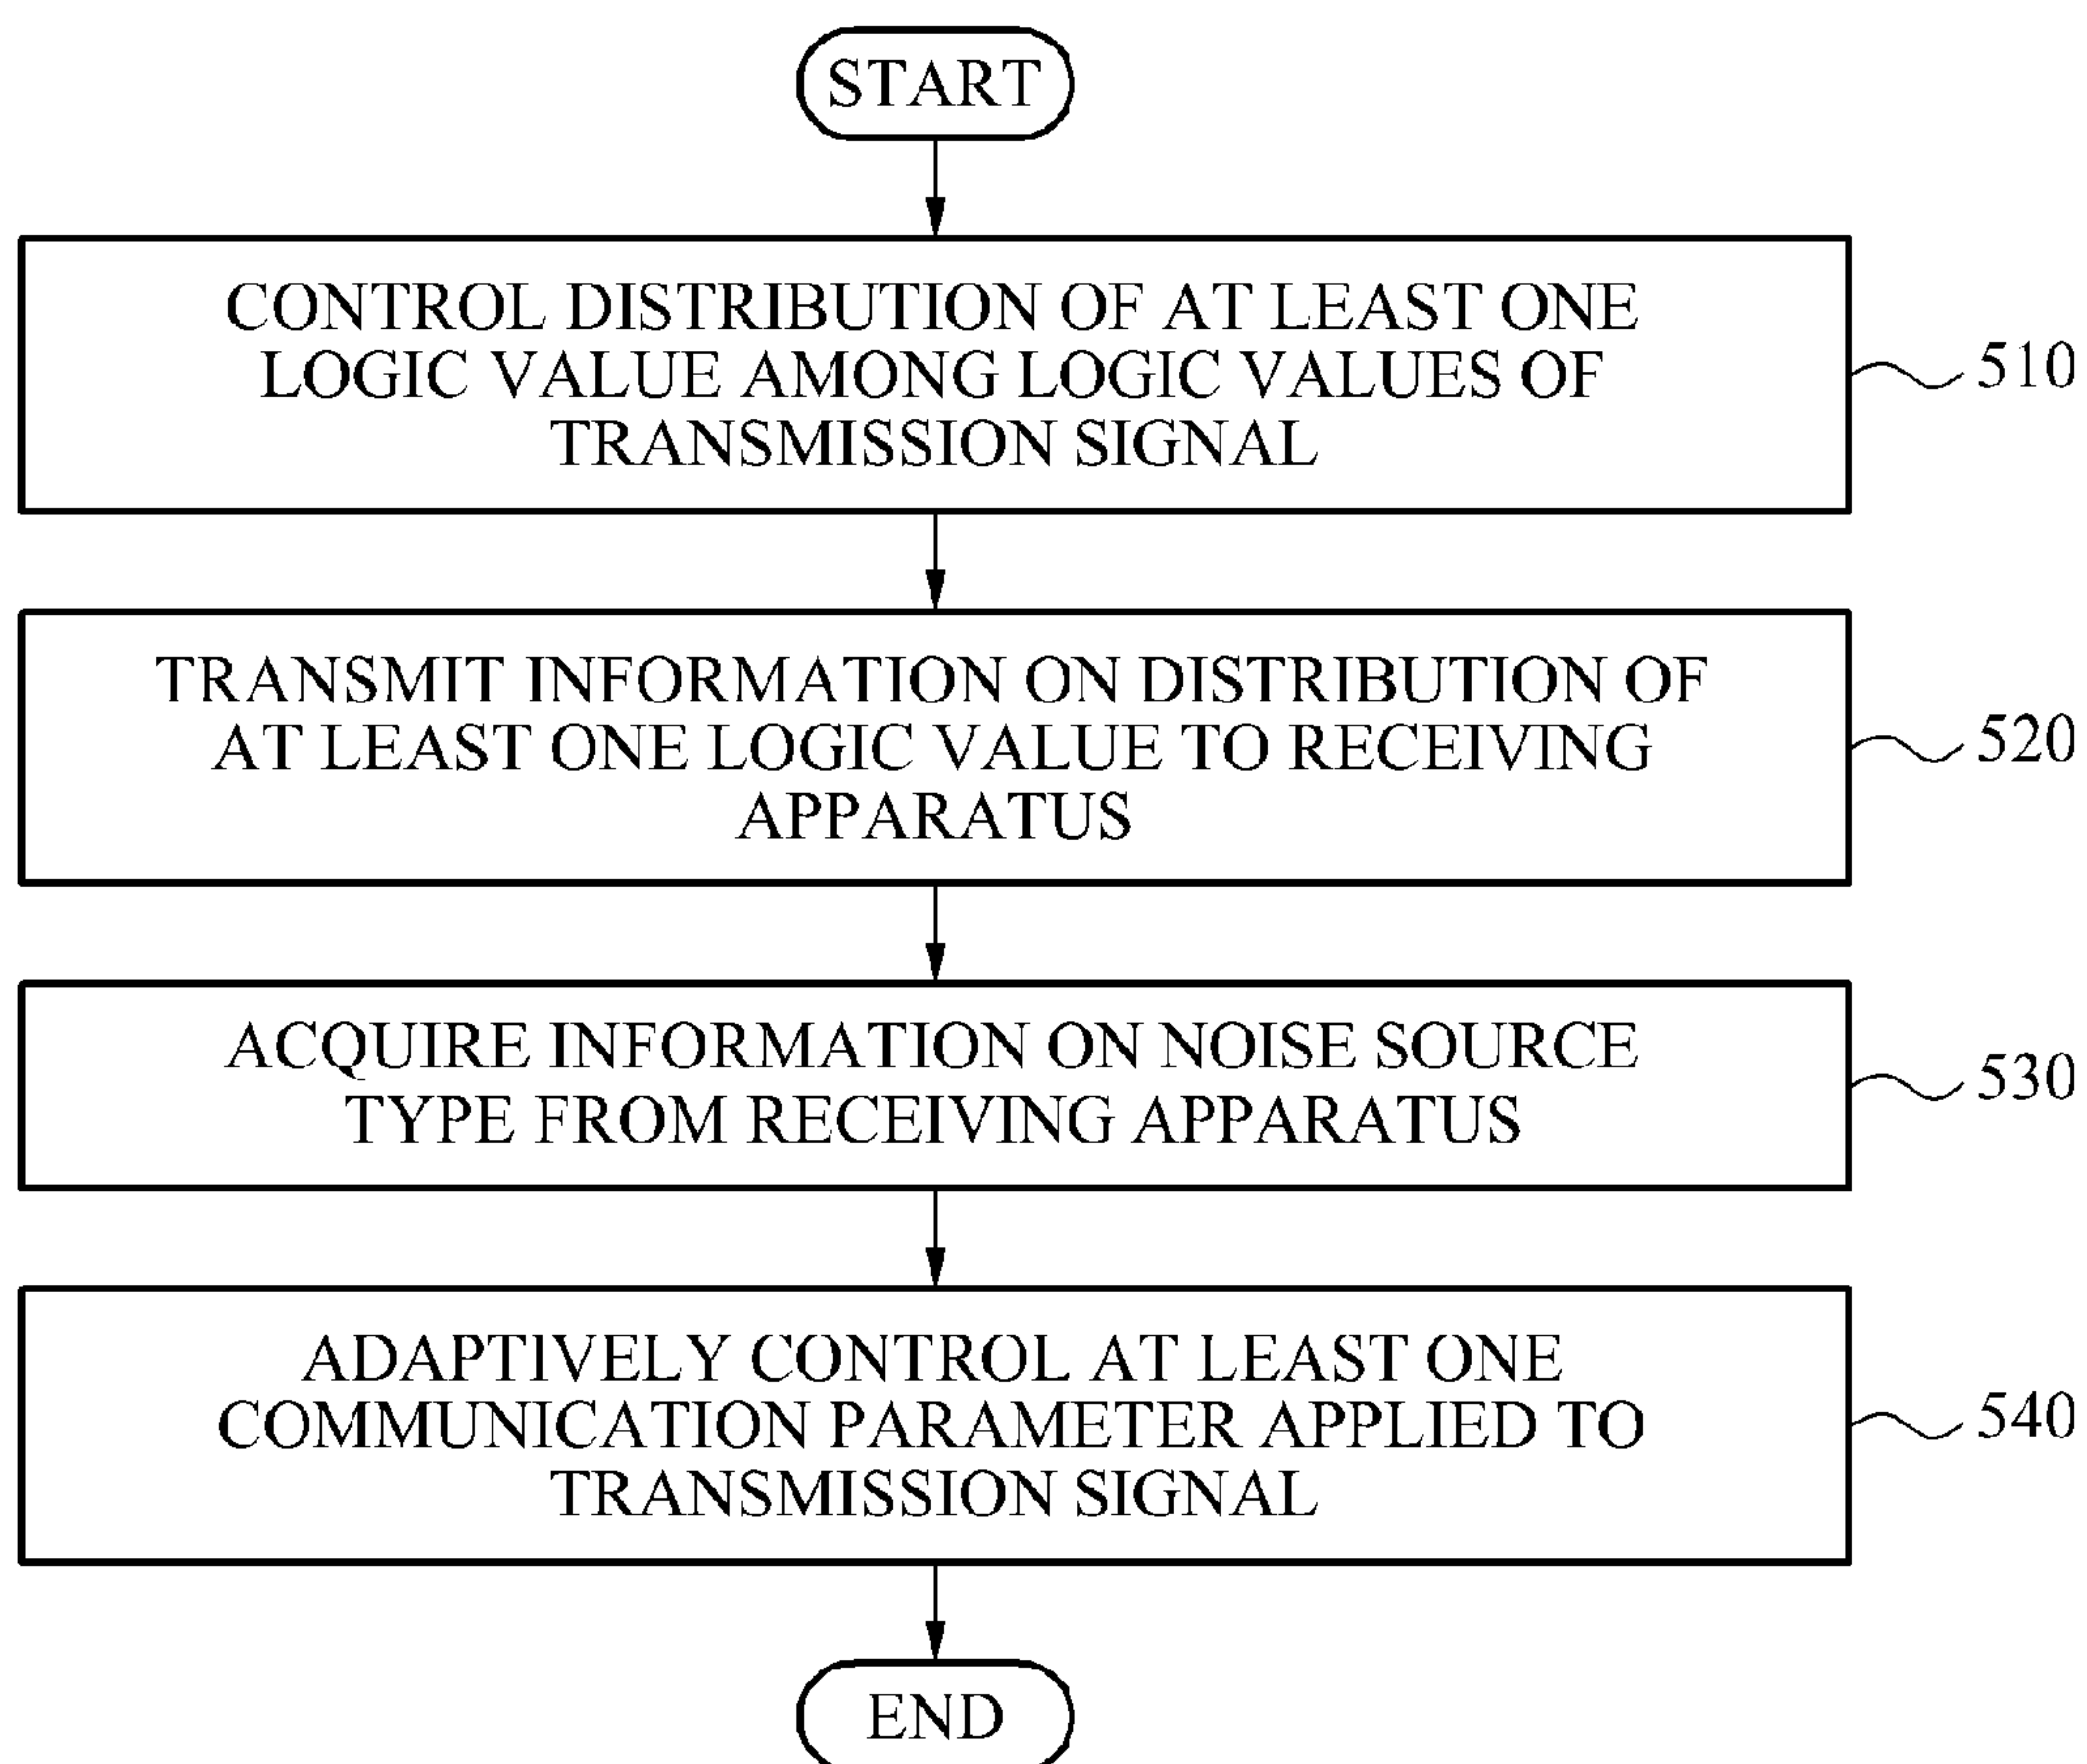 START
CONTROL DISTRIBUTION OF AT LEAST ONE
LOGIC VALUE AMONG LOGIC VALUES OF
TRANSMISSION SIGNAL
510
TRANSMIT INFORMATION ON DISTRIBUTION OF
AT LEAST ONE LOGIC VALUE TO RECEIVING
APPARATUS
520
ACQUIRE INFORMATION ON NOISE SOURCE
TYPE FROM RECEIVING APPARATUS
530
ADAPTIVELY CONTROL AT LEAST ONE
COMMUNICATION PARAMETER APPLIED TO
TRANSMISSION SIGNAL
540
END